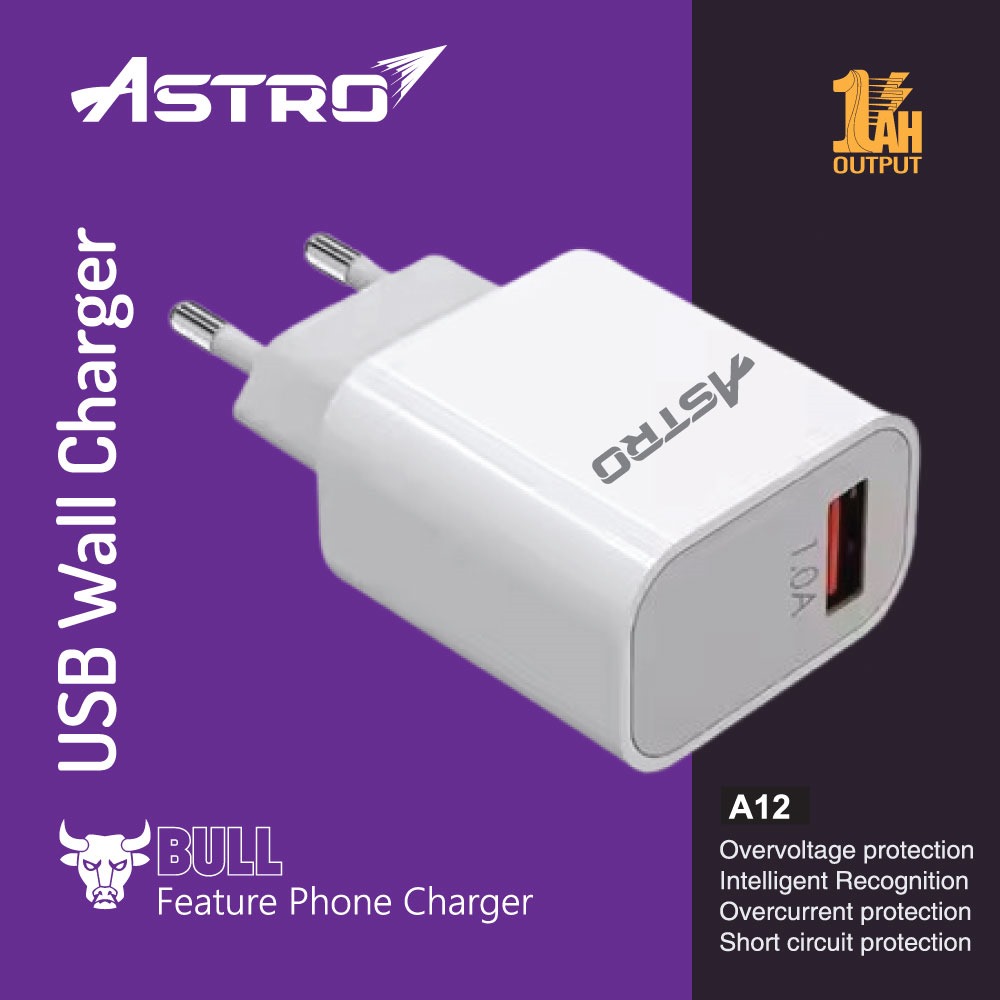 ASTRO
1AH
OUTPUT
USB Wall Charger
ASTRO
1.0A
BULL
Feature Phone Charger
A12
Overvoltage protection
Intelligent Recognition
Overcurrent protection
Short circuit protection